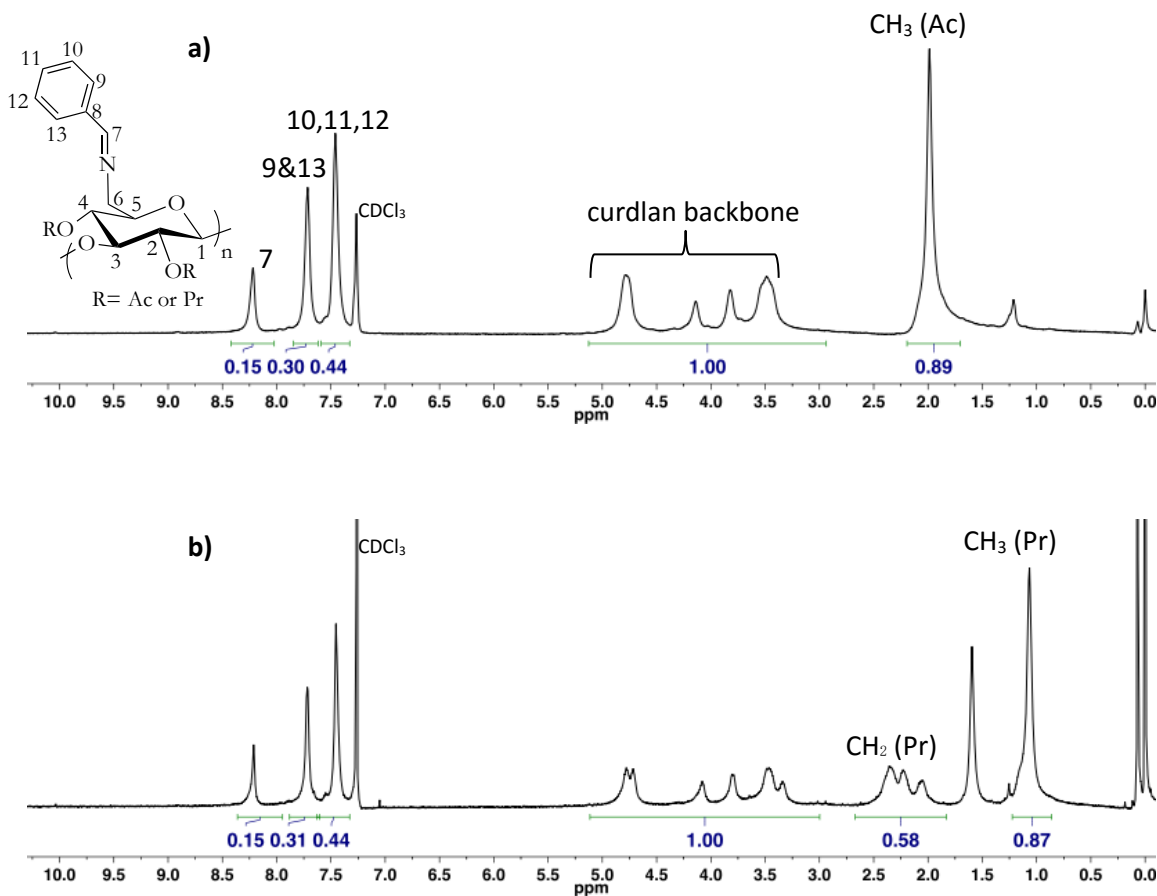 a)
CH₃ (Ac)
10
11
9
12
8
13
7
N
6
4
5
O
RO
O
2
1
n
3
OR
R= Ac or Pr
7
9&13
10,11,12
CDCl₃
curdlan backbone
0.15 0.30 0.44 1.00 0.89
10.0 9.5 9.0 8.5 8.0 7.5 7.0 6.5 6.0 5.5 5.0 4.5 4.0 3.5 3.0 2.5 2.0 1.5 1.0 0.5 0.0
ppm
b)
CDCl₃
CH₃ (Pr)
CH₂ (Pr)
0.15 0.31 0.44 1.00 0.58 0.87
10.0 9.5 9.0 8.5 8.0 7.5 7.0 6.5 6.0 5.5 5.0 4.5 4.0 3.5 3.0 2.5 2.0 1.5 1.0 0.5 0.0
ppm